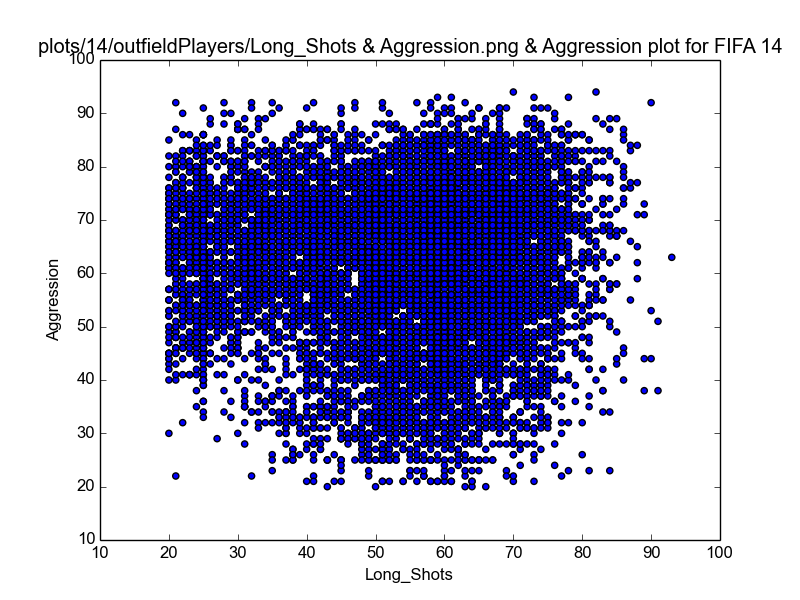 plots/14/outfieldPlayers/Long_Shots & Aggression.png & Aggression plot for FIFA 14
100
90
80
70
60
50
40
30
20
10
Aggression
10 20 30 40 50 60 70 80 90 100
Long_Shots